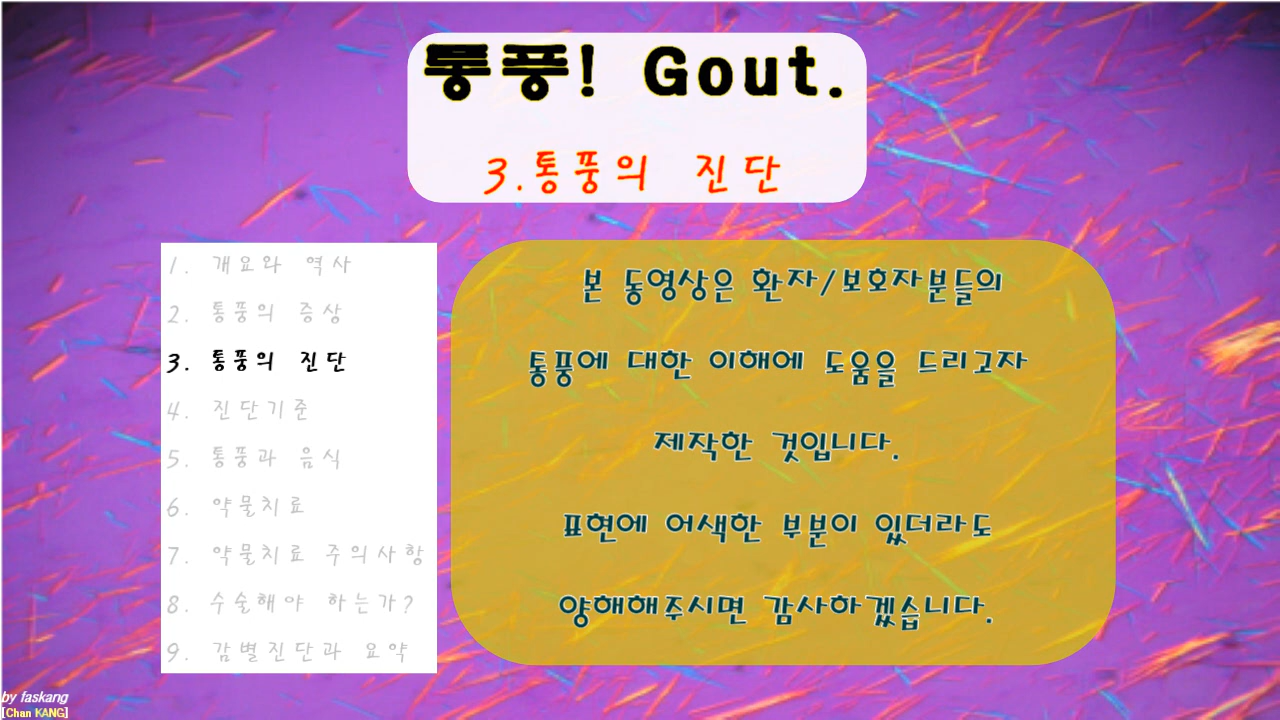 통풍! Gout.
3.통풍의 진단
1. 개요와 역사
2. 통풍의 증상
3. 통풍의 진단
4. 진단기준
5. 통풍과 음식
6. 약물치료
7. 약물치료 주의사항
8. 수술해야 하는가?
9. 감별진단과 요약
본 동영상은 환자/보호자분들의
통풍에 대한 이해에 도움을 드리고자
제작한 것입니다.
표현에 어색한 부분이 있더라도
양해해주시면 감사하겠습니다.
by faskang
[Chan KANG]